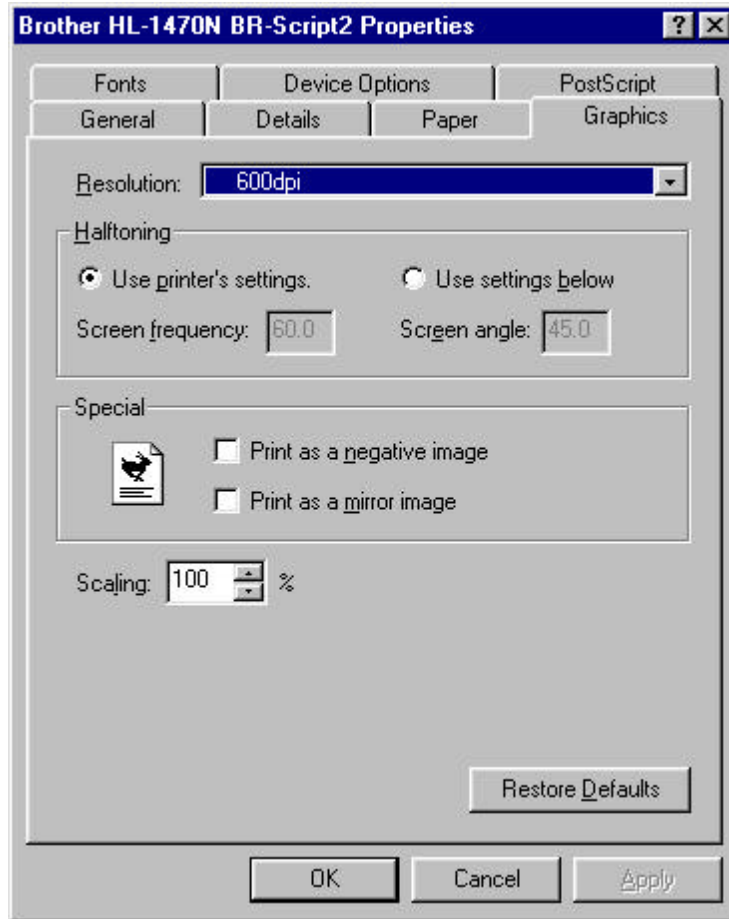 Brother HL-1470N BR-Script2 Properties ? ×
Fonts Device Options PostScript
General Details Paper Graphics
Resolution: 600dpi
Halftoning
Use printer's settings. Use settings below
Screen frequency: 60.0 Screen angle: 45.0
Special
Print as a negative image
Print as a mirror image
Scaling: 100 %
Restore Defaults
OK Cancel Apply